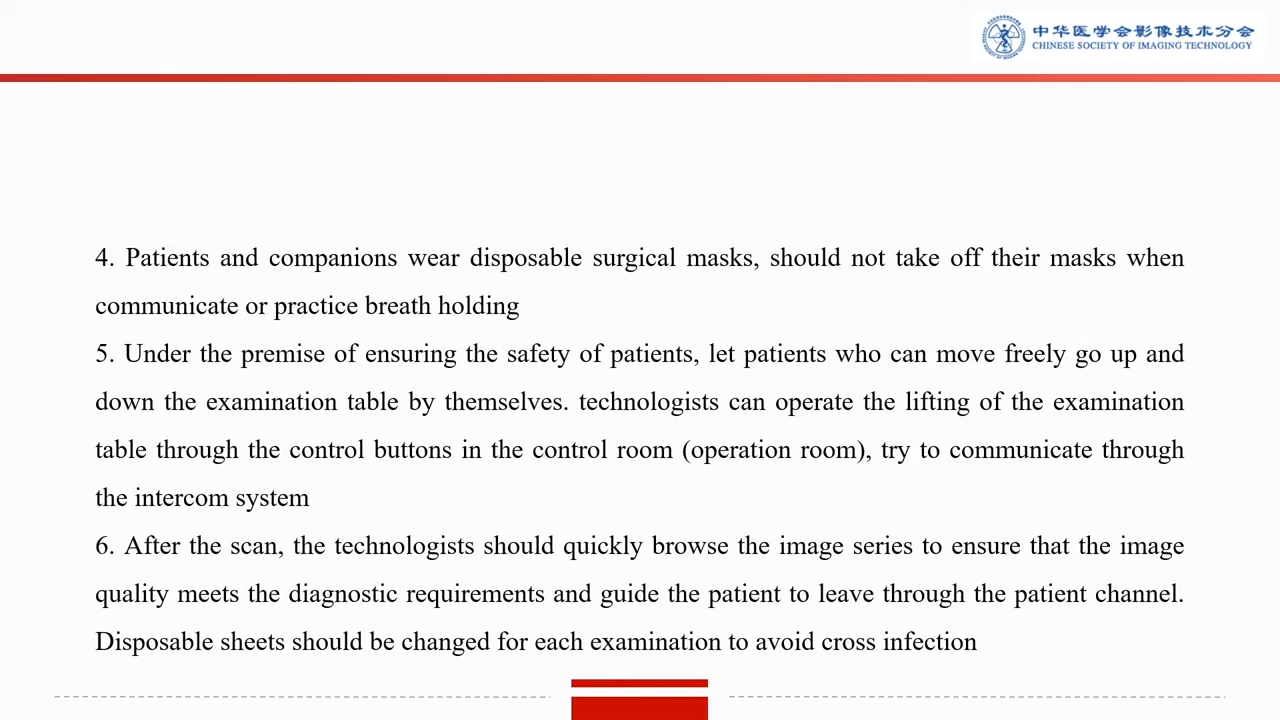 中华医学会影像技术分会
CHINESE SOCIETY OF IMAGING TECHNOLOGY
4. Patients and companions wear disposable surgical masks, should not take off their masks when
communicate or practice breath holding
5. Under the premise of ensuring the safety of patients, let patients who can move freely go up and
down the examination table by themselves. technologists can operate the lifting of the examination
table through the control buttons in the control room (operation room), try to communicate through
the intercom system
6. After the scan, the technologists should quickly browse the image series to ensure that the image
quality meets the diagnostic requirements and guide the patient to leave through the patient channel.
Disposable sheets should be changed for each examination to avoid cross infection